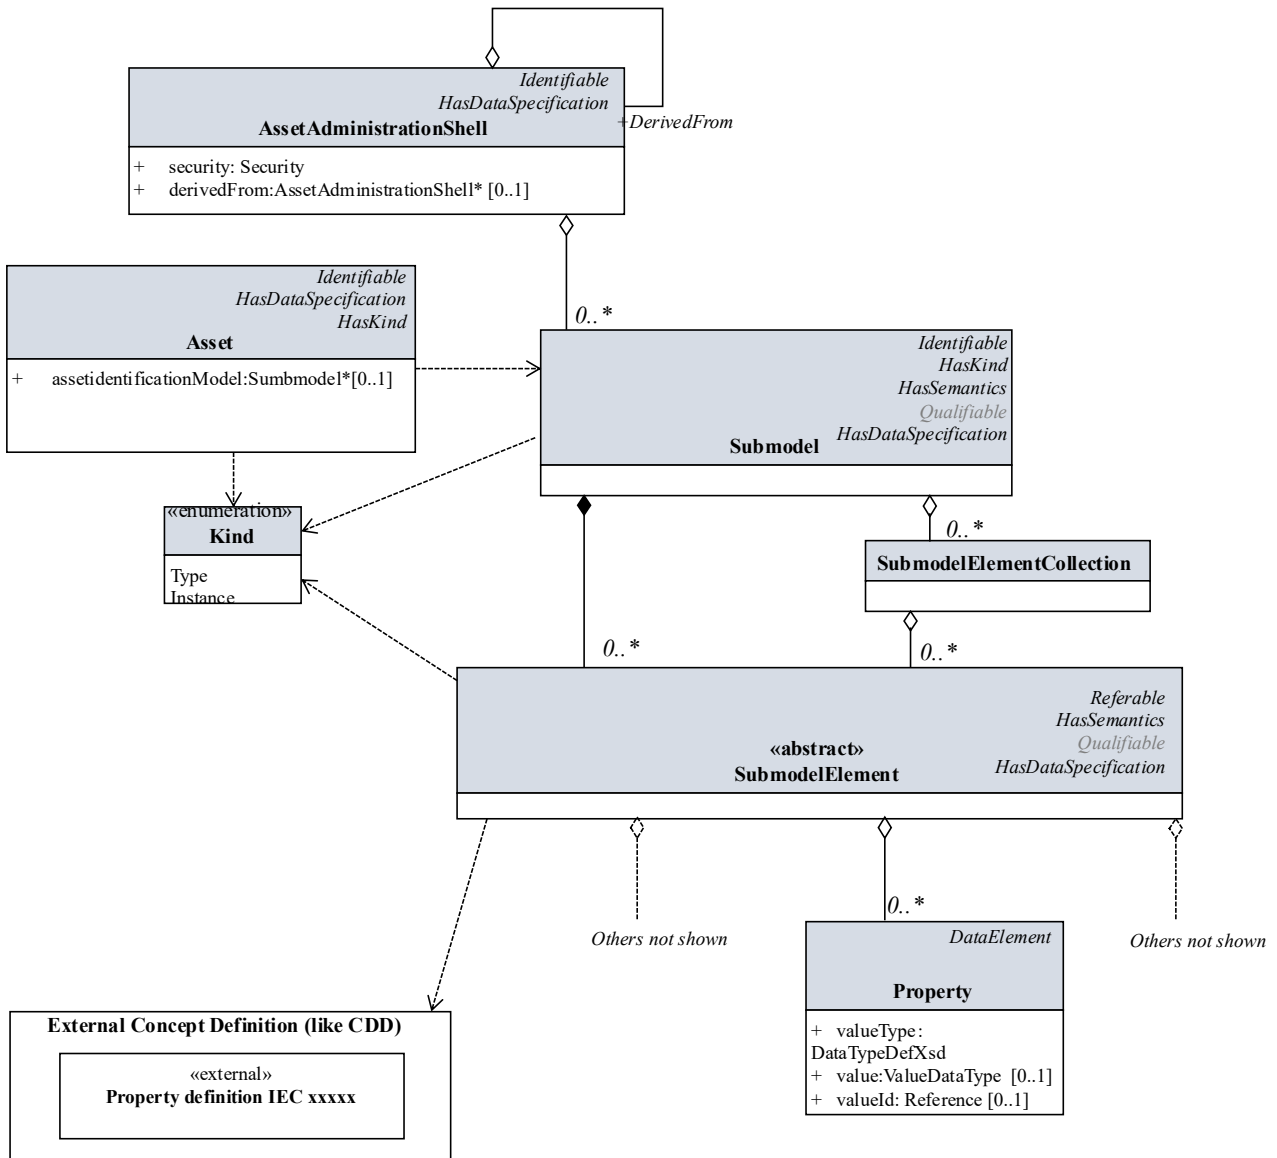 Identifiable
HasDataSpecification
AssetAdministrationShell
+DerivedFrom
+ security: Security
+ derivedFrom:AssetAdministrationShell* [0..1]
Identifiable
HasDataSpecification
HasKind
Asset
+ assetidentificationModel:Sumbmodel*[0..1]
0..*
Identifiable
HasKind
HasSemantics
Qualifiable
HasDataSpecification
Submodel
«enumeration»
Kind
Type
Instance
0..*
SubmodelElementCollection
0..*
0..*
Referable
HasSemantics
Qualifiable
HasDataSpecification
«abstract»
SubmodelElement
0..*
Others not shown
Others not shown
DataElement
Property
+ valueType:
DataTypeDefXsd
+ value:ValueDataType [0..1]
+ valueId: Reference [0..1]
External Concept Definition (like CDD)
«external»
Property definition IEC xxxxx